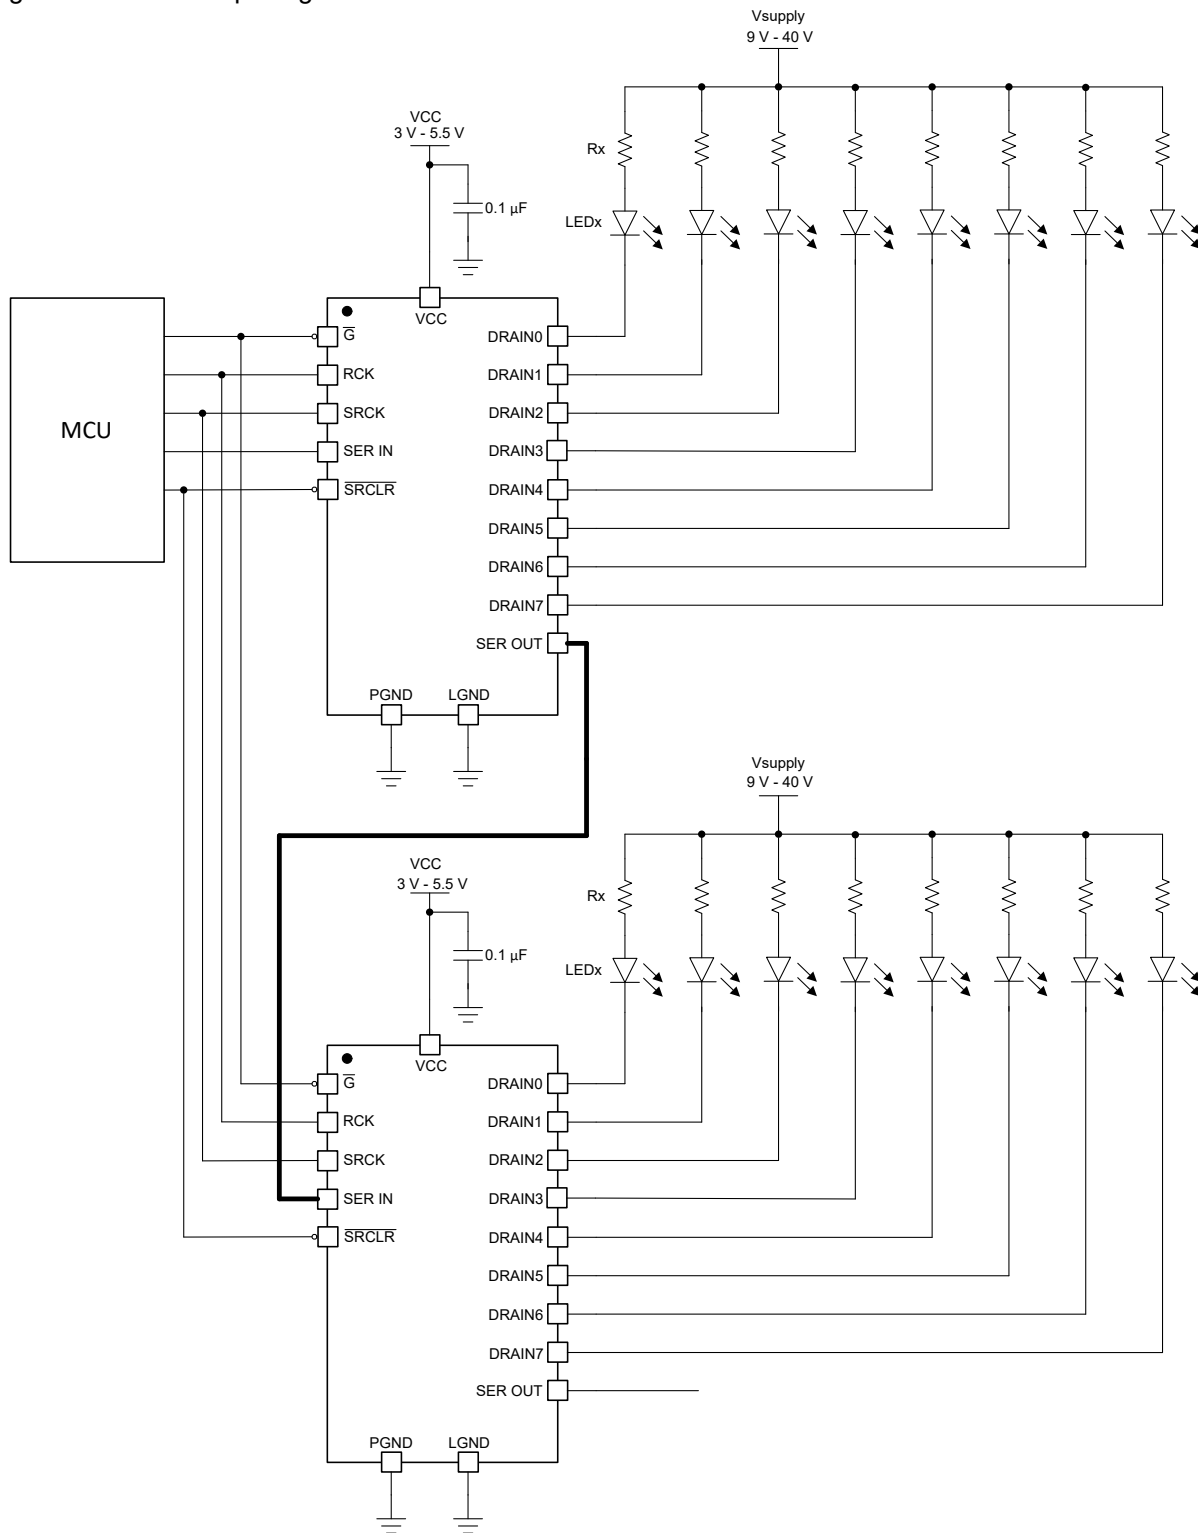 Vsupply
9 V - 40 V
VCC
3 V - 5.5 V
Rx
0.1 µF
LEDx
MCU
VCC
G
DRAIN0
RCK
DRAIN1
SRCK
DRAIN2
SER IN
DRAIN3
SRCLR
DRAIN4
DRAIN5
DRAIN6
DRAIN7
SER OUT
PGND
LGND
Vsupply
9 V - 40 V
VCC
3 V - 5.5 V
Rx
0.1 µF
LEDx
VCC
G
DRAIN0
RCK
DRAIN1
SRCK
DRAIN2
SER IN
DRAIN3
SRCLR
DRAIN4
DRAIN5
DRAIN6
DRAIN7
SER OUT
PGND
LGND